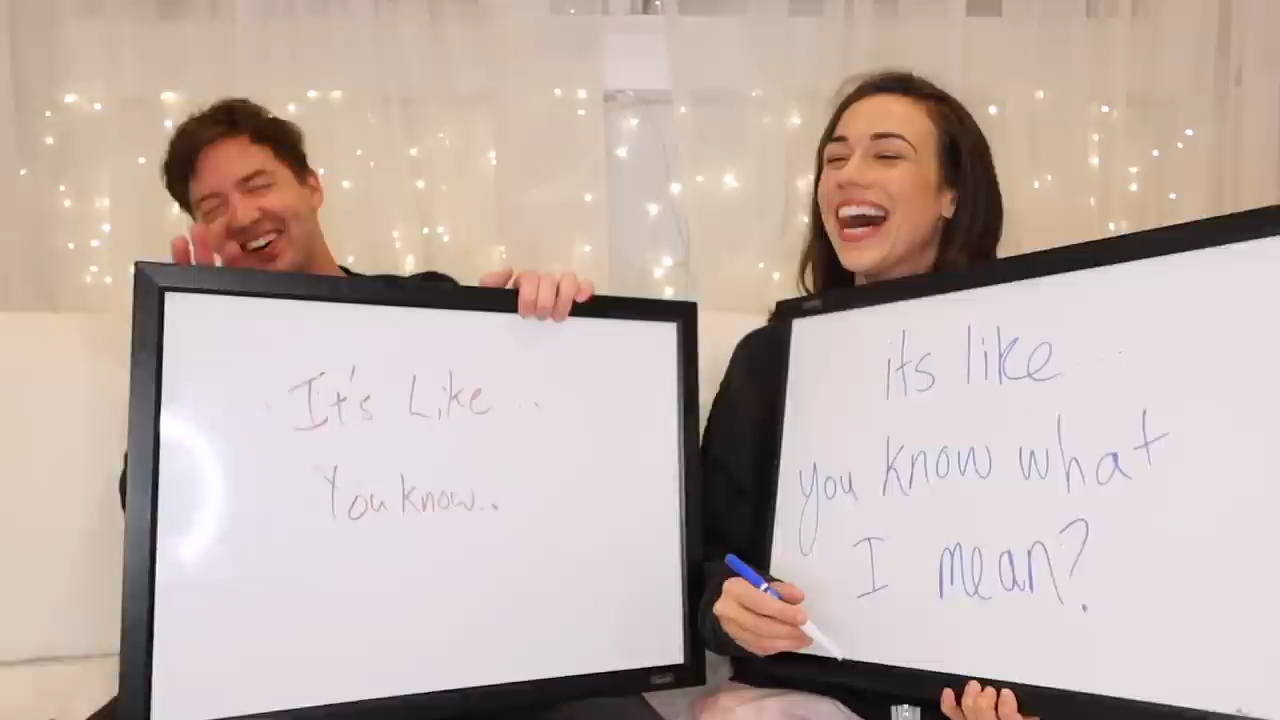 It's Like ..
You know..
its like ...
you know what
I mean?